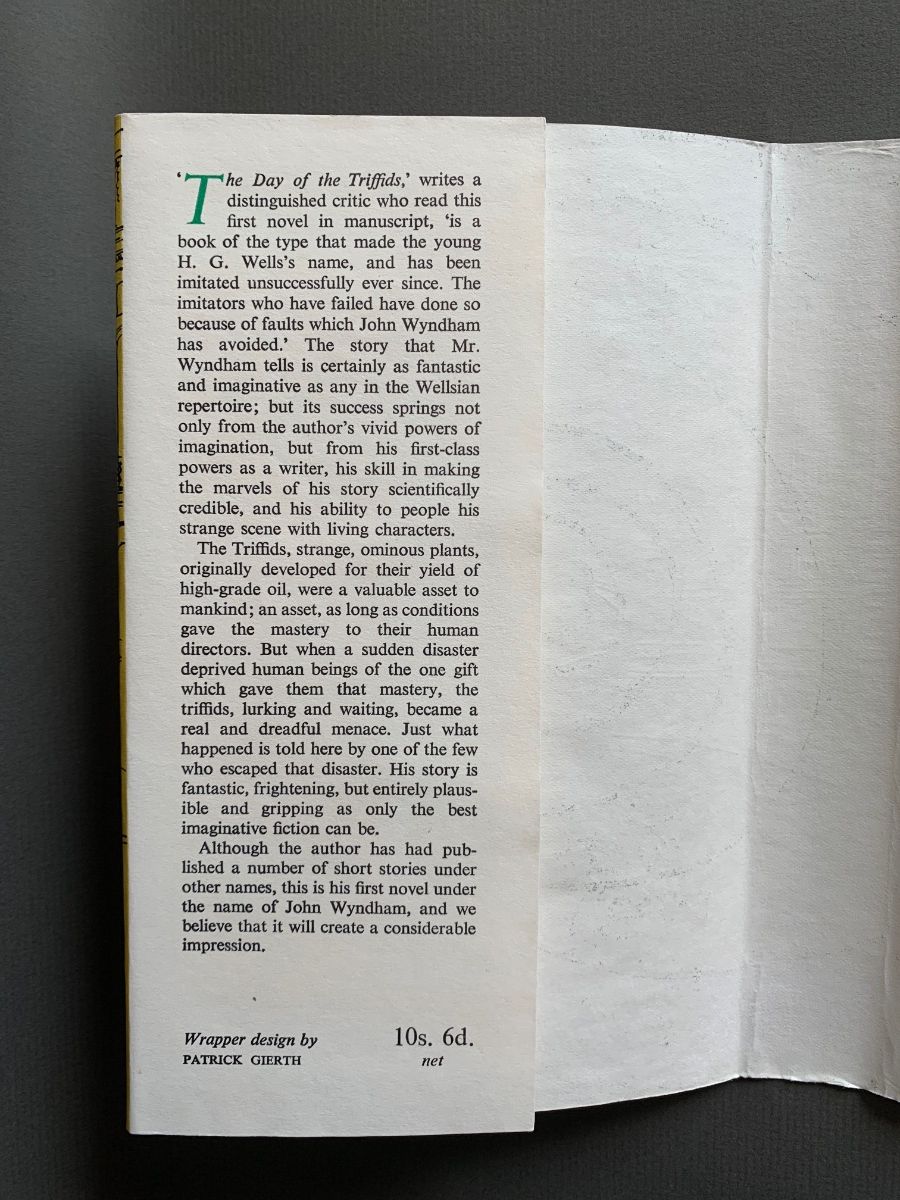 ‘The Day of the Triffids,’ writes a
distinguished critic who read this
first novel in manuscript, ‘is a
book of the type that made the young
H. G. Wells’s name, and has been
imitated unsuccessfully ever since. The
imitators who have failed have done so
because of faults which John Wyndham
has avoided.’ The story that Mr.
Wyndham tells is certainly as fantastic
and imaginative as any in the Wellsian
repertoire; but its success springs not
only from the author’s vivid powers of
imagination, but from his first-class
powers as a writer, his skill in making
the marvels of his story scientifically
credible, and his ability to people his
strange scene with living characters.
The Triffids, strange, ominous plants,
originally developed for their yield of
high-grade oil, were a valuable asset to
mankind; an asset, as long as conditions
gave the mastery to their human
directors. But when a sudden disaster
deprived human beings of the one gift
which gave them that mastery, the
triffids, lurking and waiting, became a
real and dreadful menace. Just what
happened is told here by one of the few
who escaped that disaster. His story is
fantastic, frightening, but entirely plaus-
ible and gripping as only the best
imaginative fiction can be.
Although the author has had pub-
lished a number of short stories under
other names, this is his first novel under
the name of John Wyndham, and we
believe that it will create a considerable
impression.
Wrapper design by
PATRICK GIERTH
10s. 6d.
net